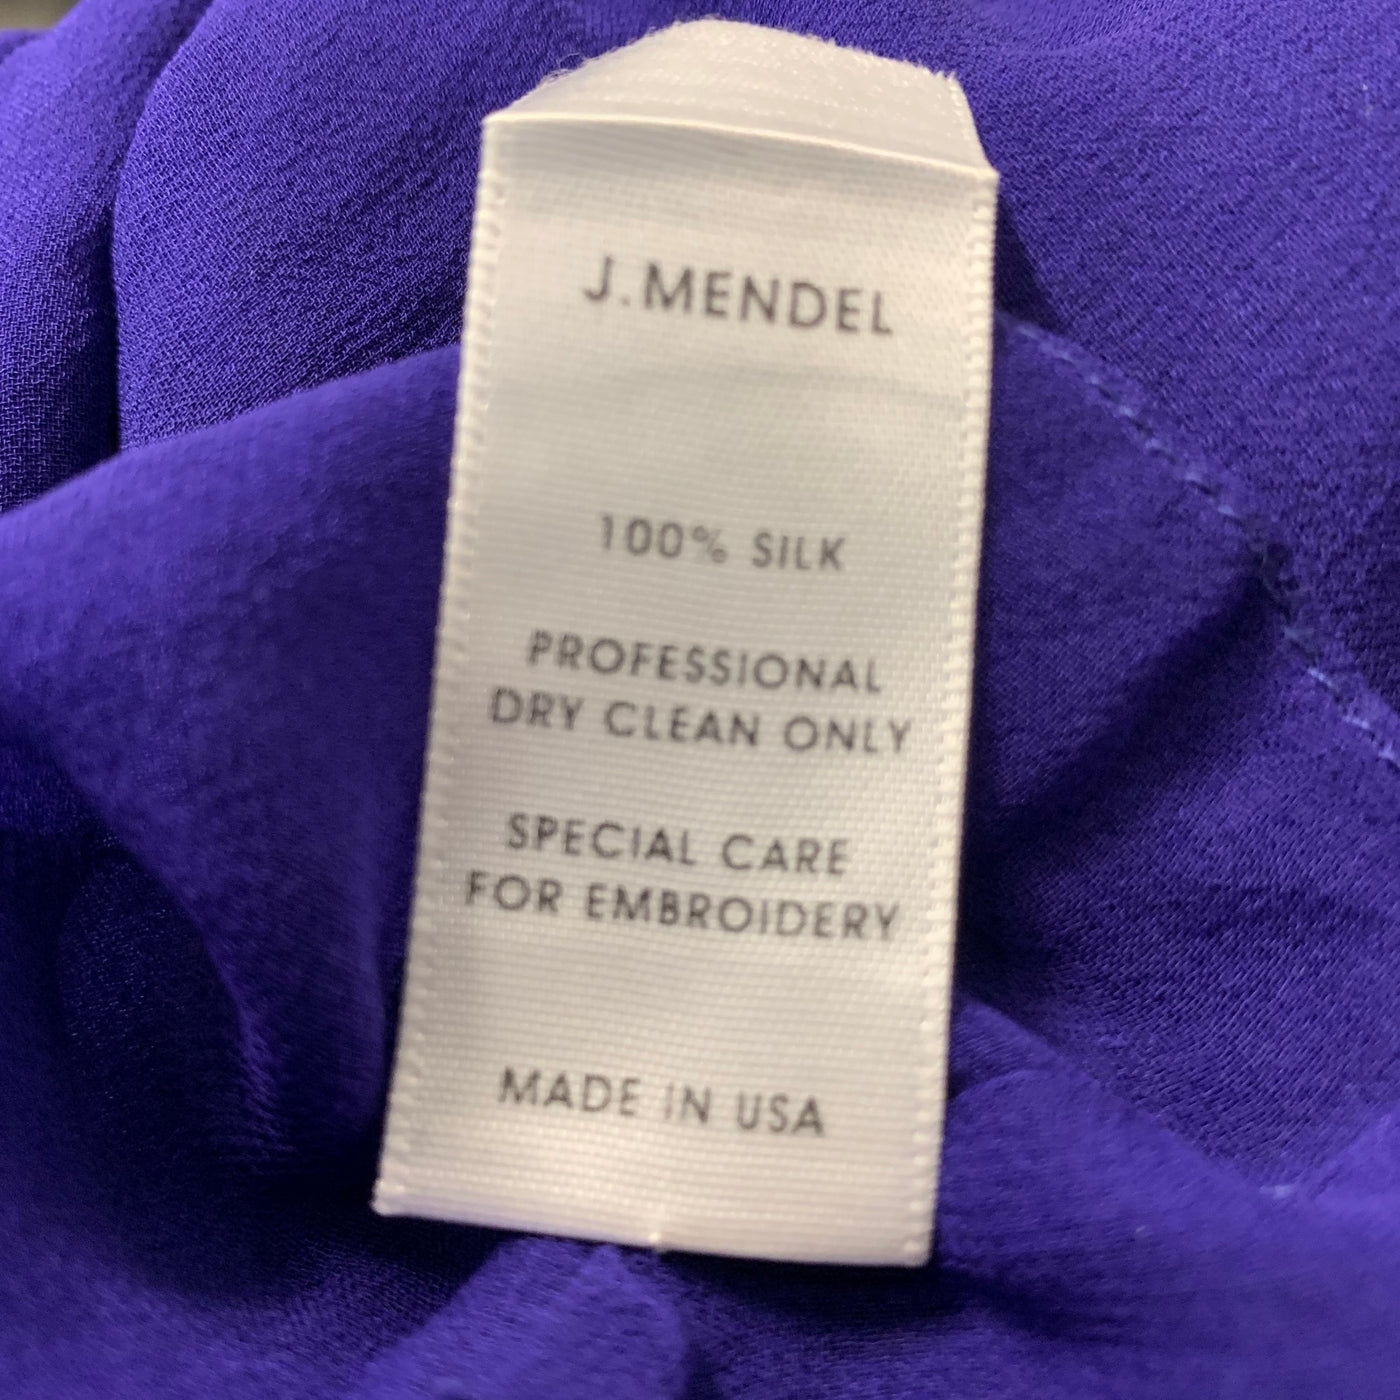 J. MENDEL
100% SILK
PROFESSIONAL
DRY CLEAN ONLY
SPECIAL CARE
FOR EMBROIDERY
MADE IN USA